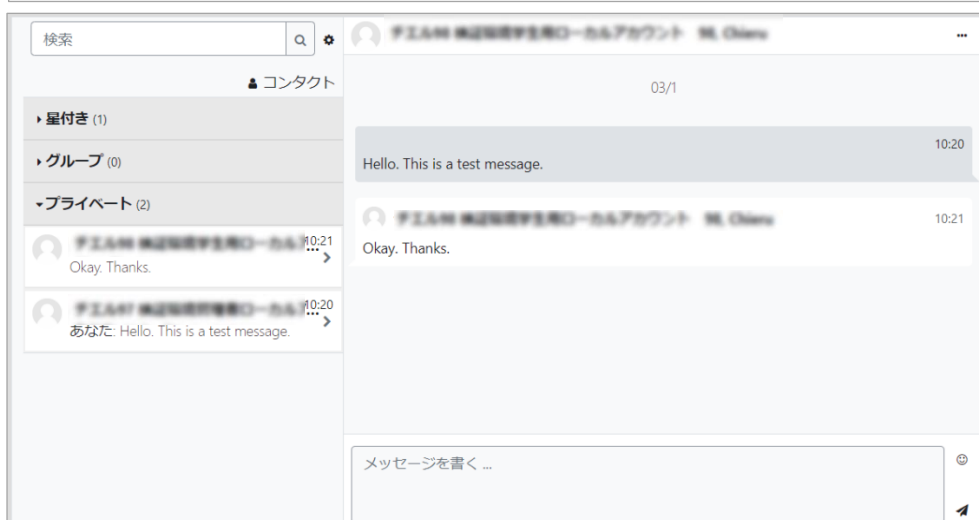 検索
コンタクト
星付き (1)
グループ (0)
プライベート (2)
10:21
Okay. Thanks.
10:20
あなた: Hello. This is a test message.
03/1
10:20
Hello. This is a test message.
10:21
Okay. Thanks.
メッセージを書く ...